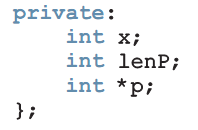 private:
    int x;
    int lenP;
    int *p;
};